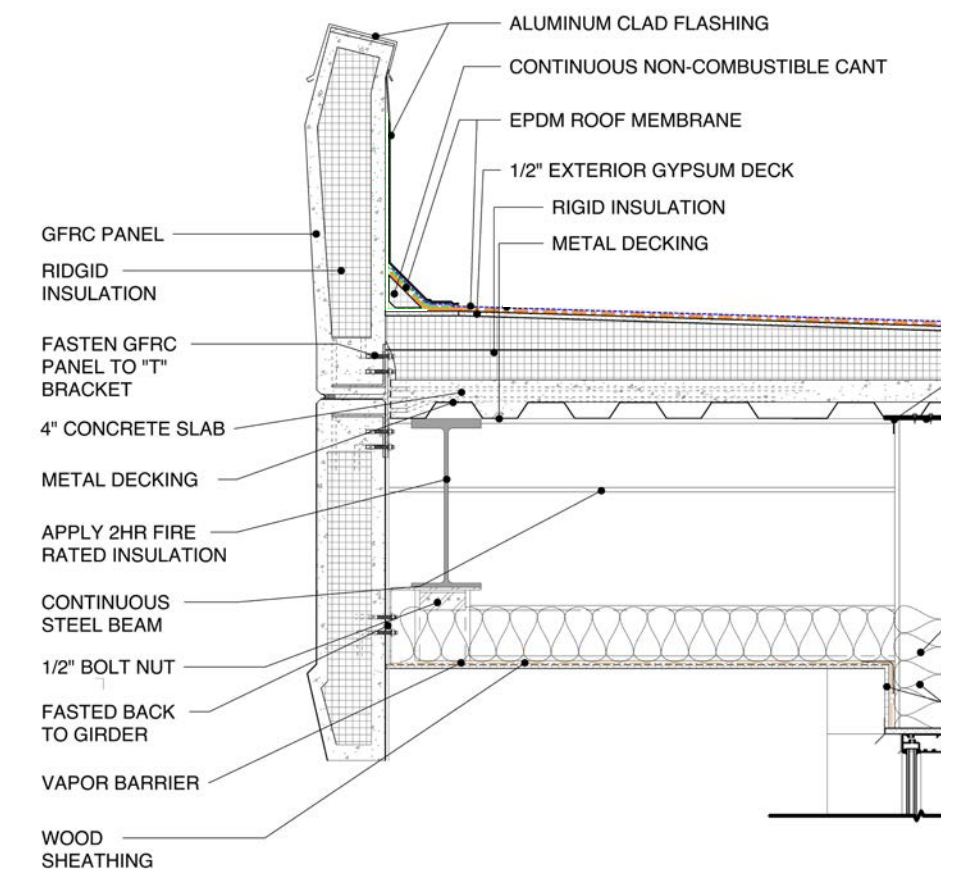 ALUMINUM CLAD FLASHING
CONTINUOUS NON-COMBUSTIBLE CANT
EPDM ROOF MEMBRANE
1/2" EXTERIOR GYPSUM DECK
RIGID INSULATION
METAL DECKING
GFRC PANEL
RIDGID
INSULATION
FASTEN GFRC
PANEL TO "T"
BRACKET
4" CONCRETE SLAB
METAL DECKING
APPLY 2HR FIRE
RATED INSULATION
CONTINUOUS
STEEL BEAM
1/2" BOLT NUT
FASTED BACK
TO GIRDER
VAPOR BARRIER
WOOD
SHEATHING